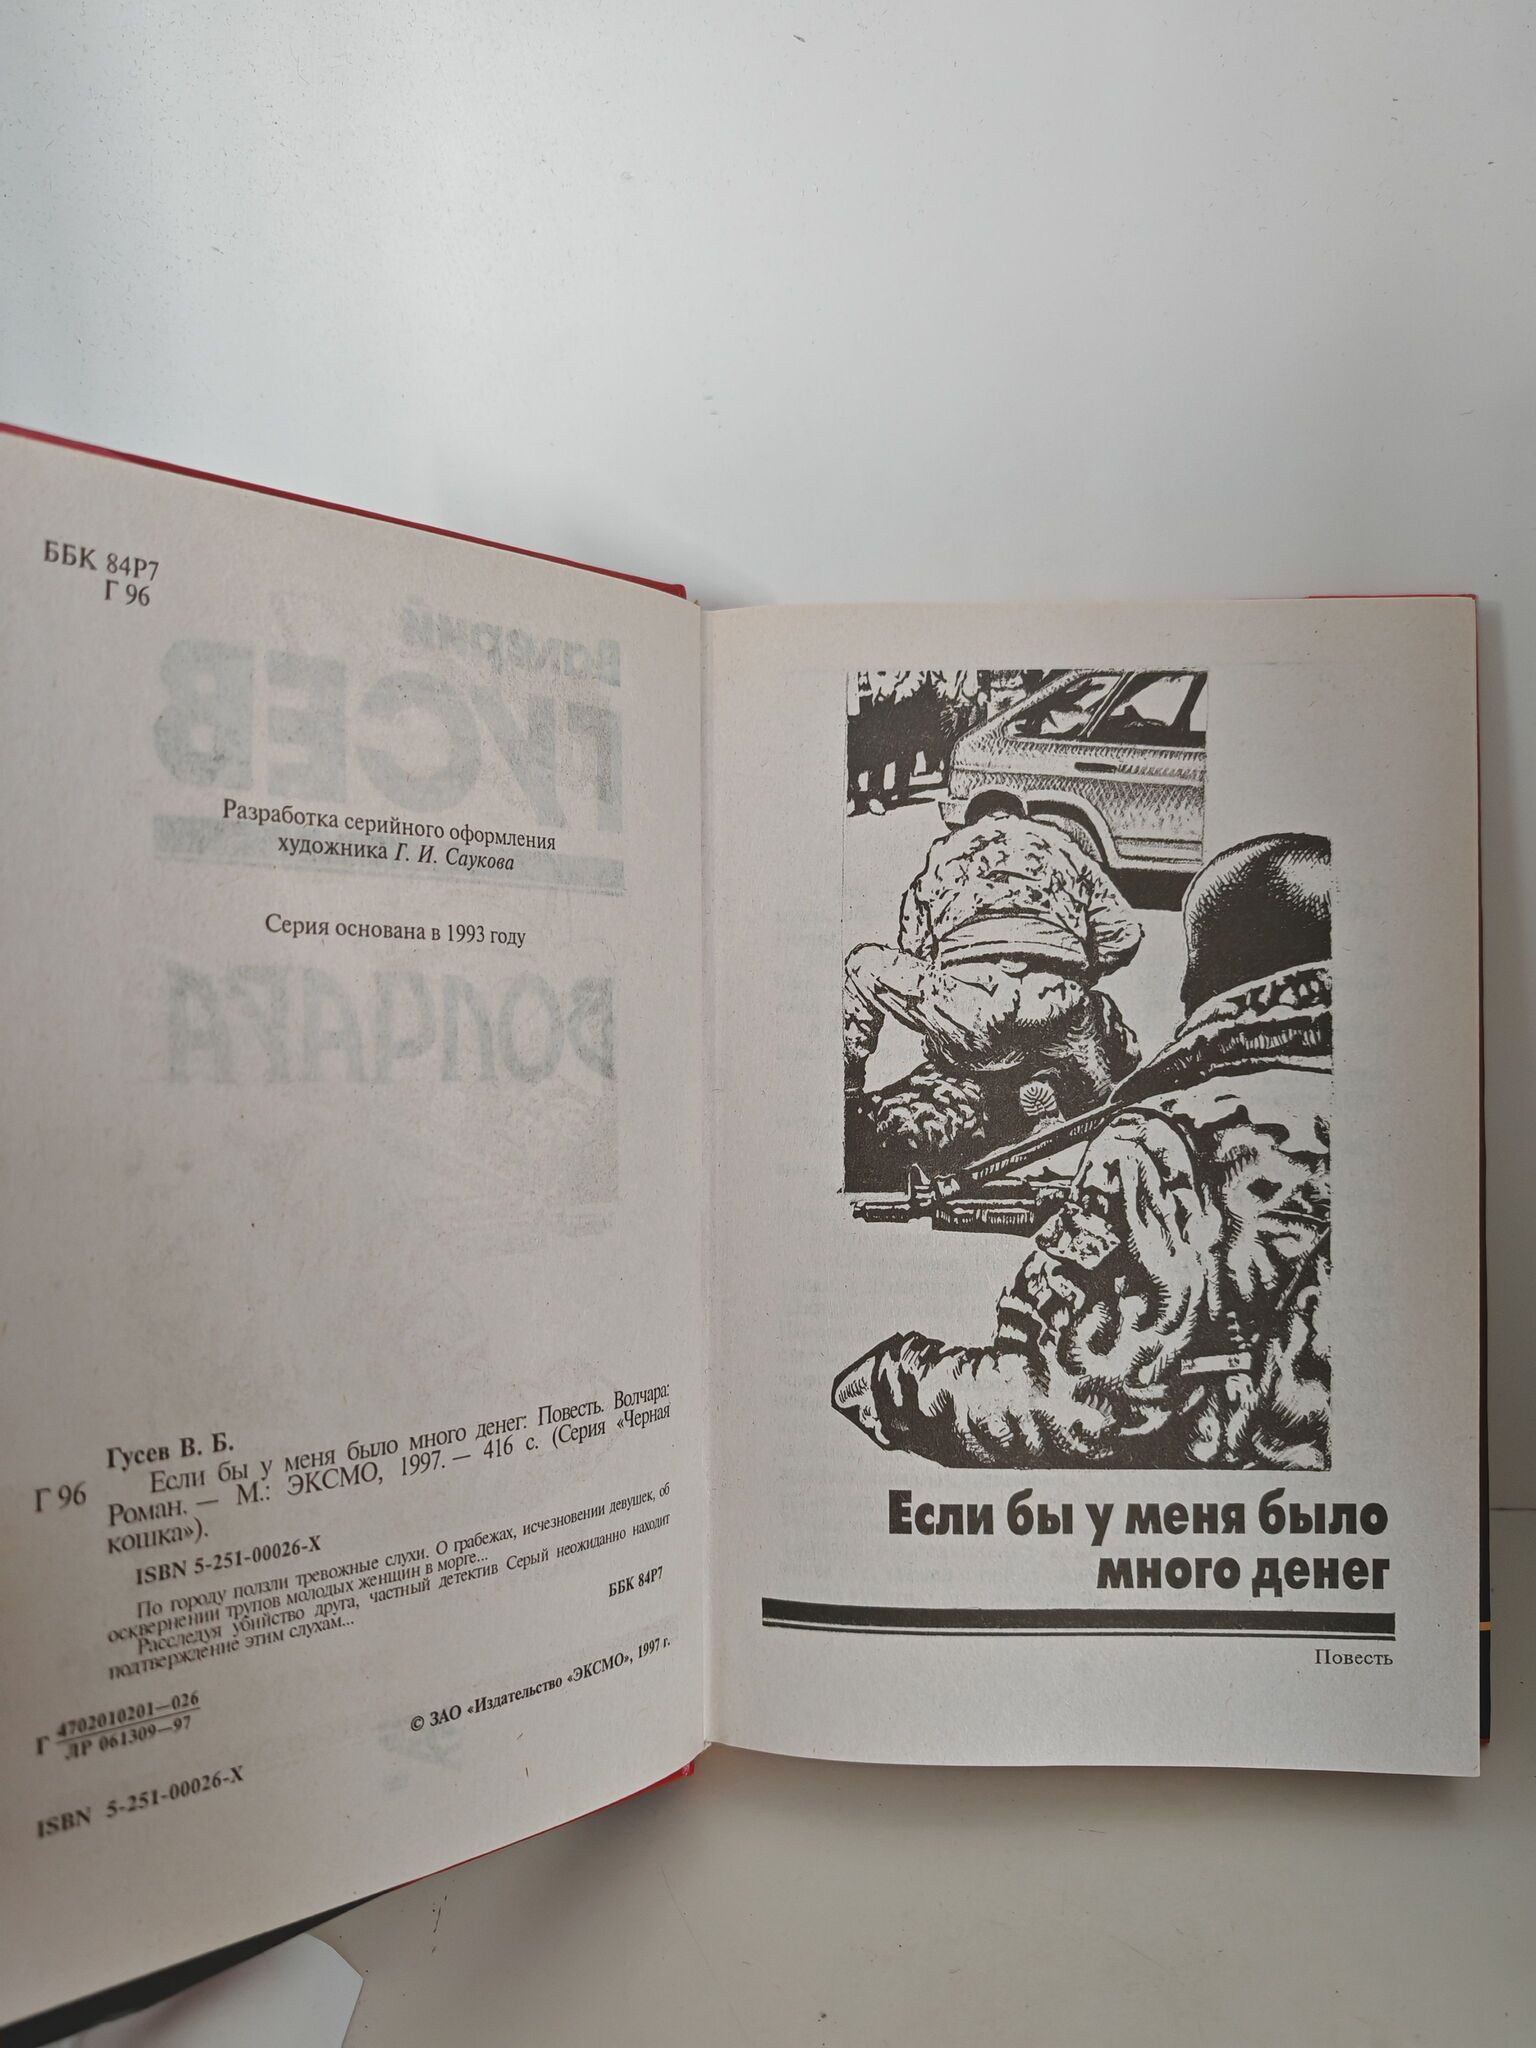 ББК 84Р7
Г 96
Валерий
ГУСЕВ
Разработка серийного оформления
художника Г. И. Саукова
Серия основана в 1993 году
ВОЛЧАРА
Гусев В. Б.
Г 96 Если бы у меня было много денег: Повесть. Волчара:
Роман. — М.: ЭКСМО, 1997. — 416 с. (Серия «Черная
кошка»).
ISBN 5-251-00026-X
По городу ползли тревожные слухи. О грабежах, исчезновении девушек, об
осквернении трупов молодых женщин в морге...
Расследуя убийство друга, частный детектив Серый неожиданно находит
подтверждение этим слухам...
ББК 84Р7
Г 4702010201—026
ЛР 061309—97
© ЗАО «Издательство «ЭКСМО», 1997 г.
ISBN 5-251-00026-X
Если бы у меня было
много денег
Повесть